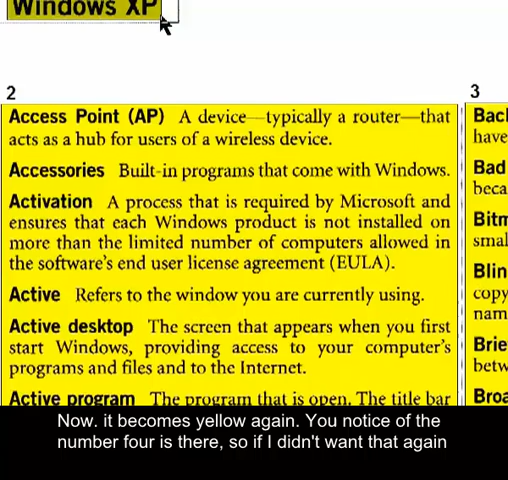 Windows XP
2
Access Point (AP) A device—typically a router—that
acts as a hub for users of a wireless device.
Accessories Built-in programs that come with Windows.
Activation A process that is required by Microsoft and
ensures that each Windows product is not installed on
more than the limited number of computers allowed in
the software's end user license agreement (EULA).
Active Refers to the window you are currently using.
Active desktop The screen that appears when you first
start Windows, providing access to your computer's
programs and files and to the Internet.
Active program The program that is open. The title bar
3
have
Bad
beca
smal
copy
nam
betw
Now. it becomes yellow again. You notice of the
number four is there, so if I didn't want that again